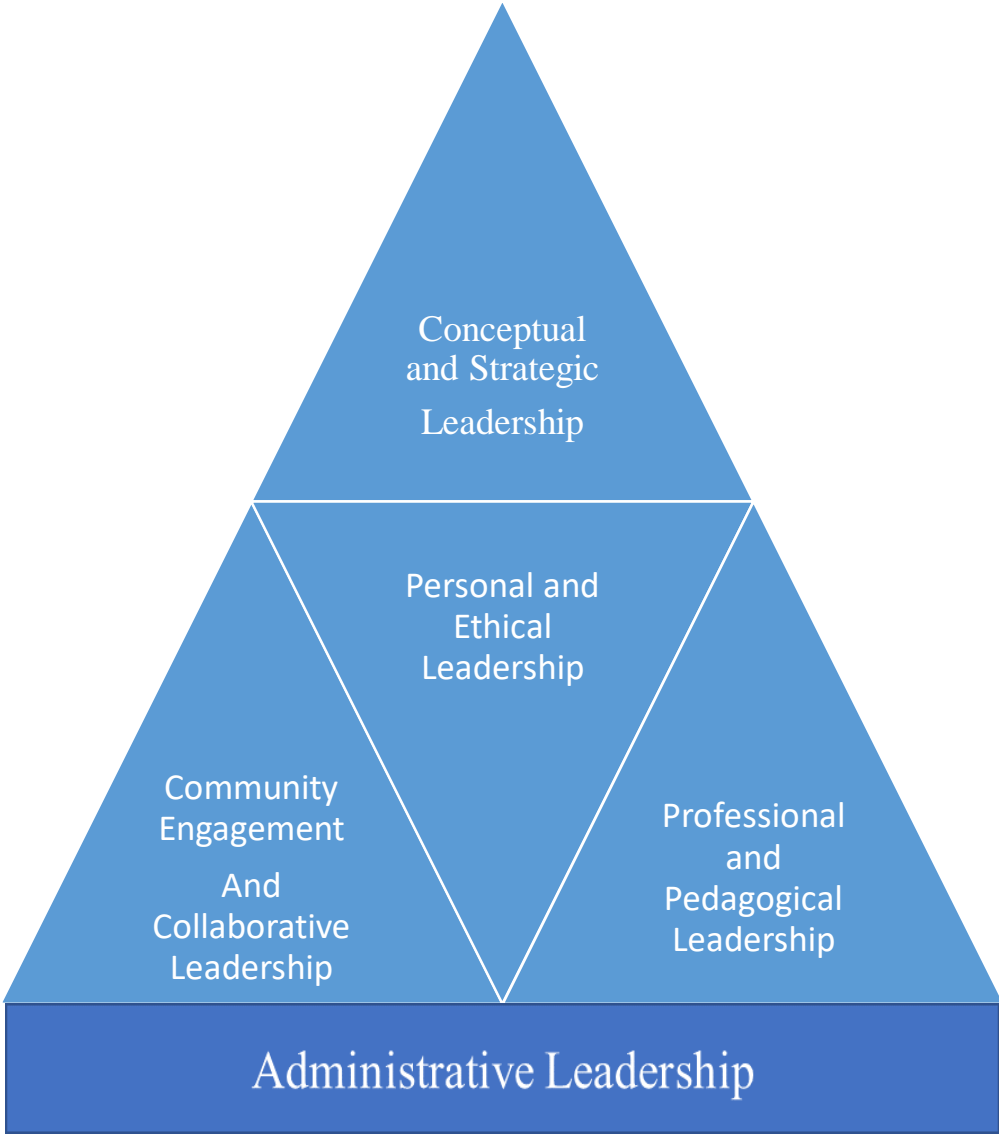 Conceptual
and Strategic
Leadership
Personal and
Ethical
Leadership
Community
Engagement
And
Collaborative
Leadership
Professional
and
Pedagogical
Leadership
Administrative Leadership